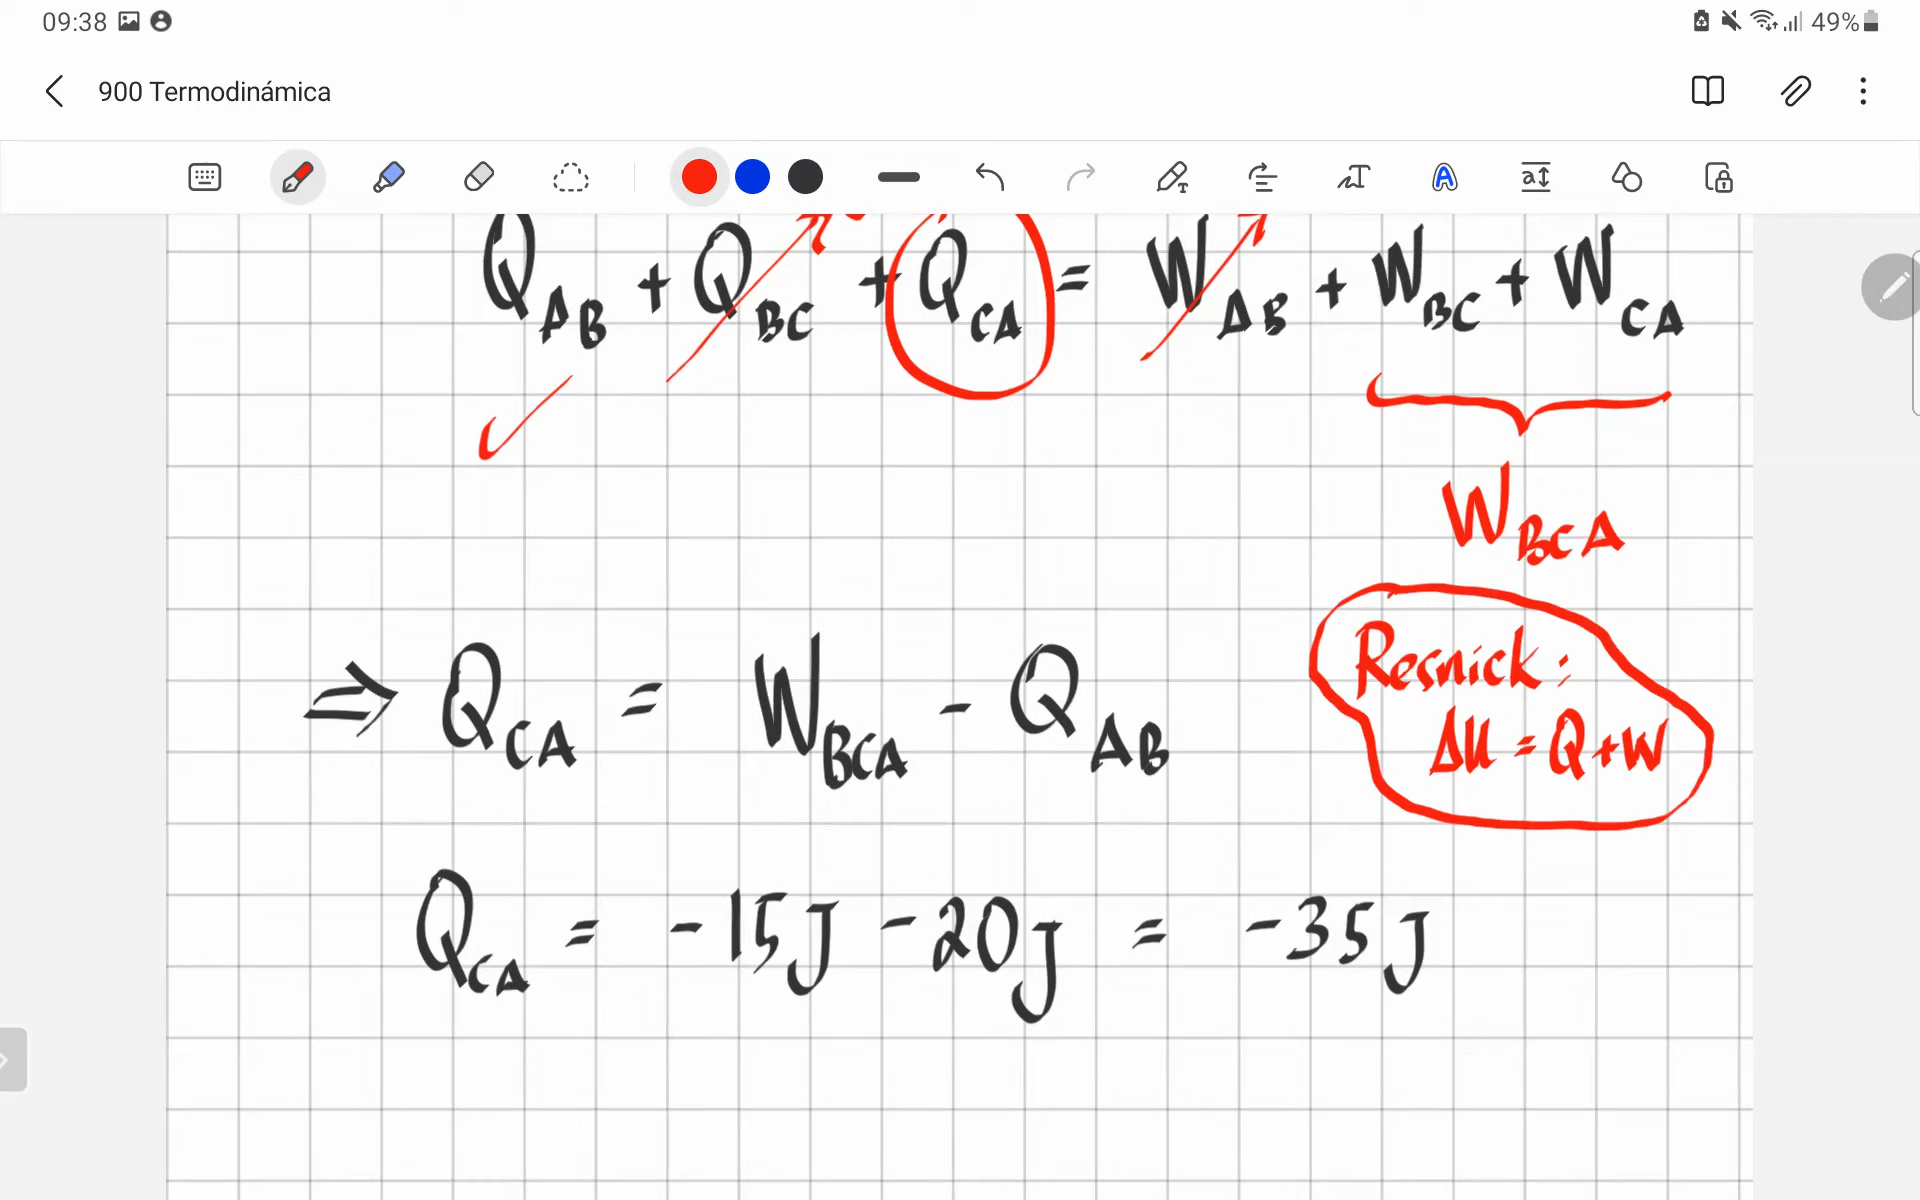 09:38 49%
900 Termodinámica
Q_AB + Q_BC + Q_CA = W_AB + W_BC + W_CA
W_BCA
Resnick:
ΔU = Q + W
⇒ Q_CA = W_BCA - Q_AB
Q_CA = -15J - 20J = -35J